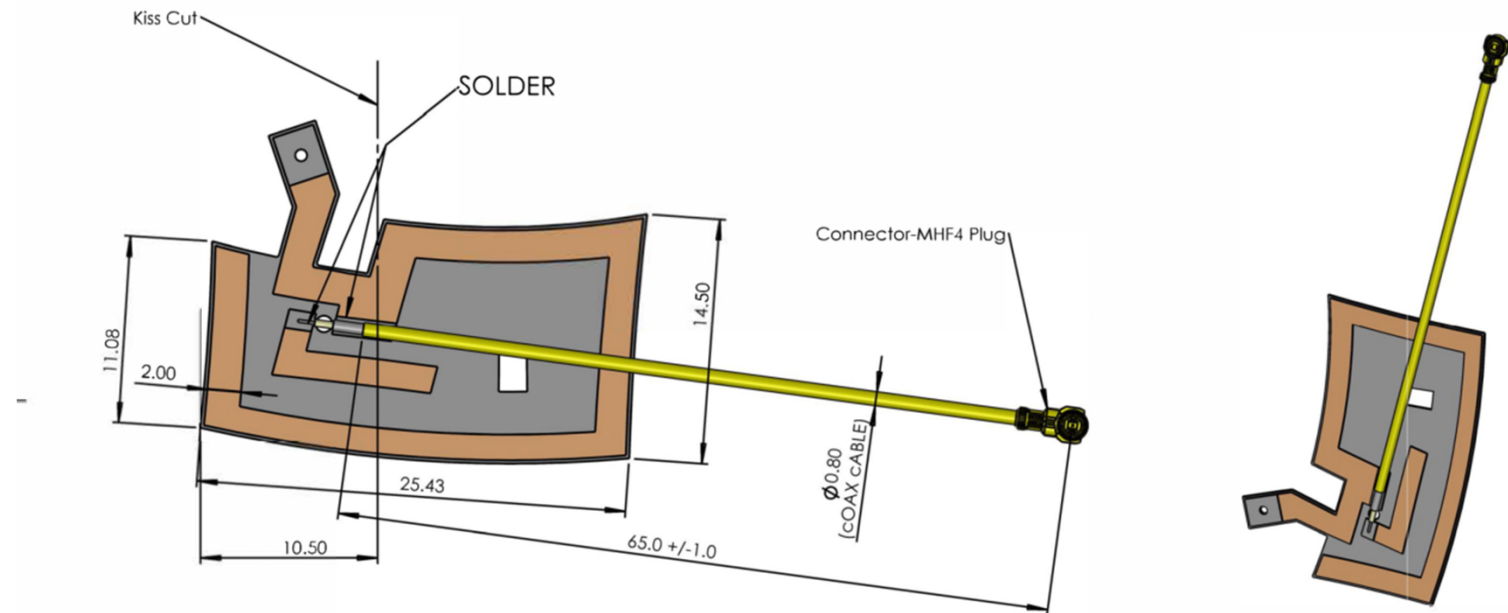 Kiss Cut
SOLDER
Connector-MHF4 Plug
11.08
2.00
14.50
25.43
10.50
65.0 +/-1.0
Ø0.80
(cOAX cABLE)